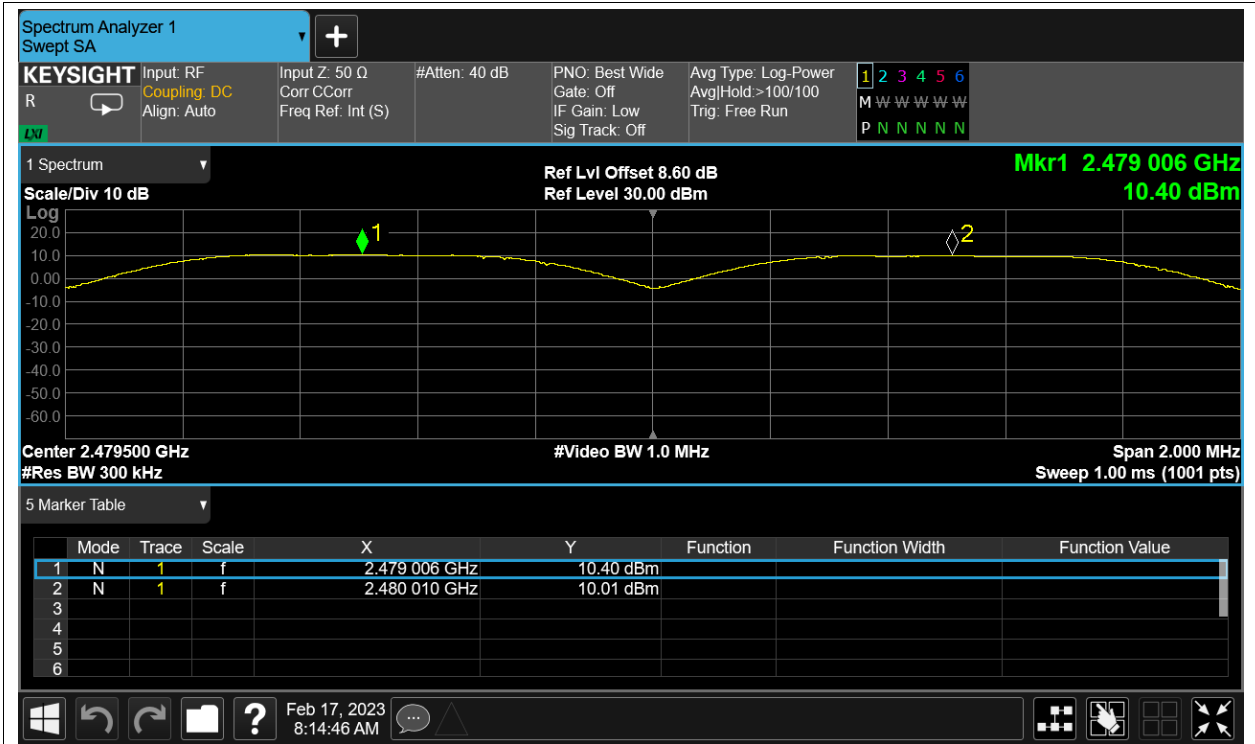 Spectrum Analyzer 1
Swept SA
KEYSIGHT Input: RF Input Z: 50 Ω #Atten: 40 dB PNO: Best Wide Avg Type: Log-Power 1 2 3 4 5 6
R Coupling: DC Corr CCorr Gate: Off Avg|Hold:>100/100 M W W W W W
Align: Auto Freq Ref: Int (S) IF Gain: Low Trig: Free Run
LXI Sig Track: Off P N N N N N
1 Spectrum Ref Lvl Offset 8.60 dB Mkr1 2.479 006 GHz
Scale/Div 10 dB Ref Level 30.00 dBm 10.40 dBm
Log
20.0 1 2
10.0
0.00
-10.0
-20.0
-30.0
-40.0
-50.0
-60.0
Center 2.479500 GHz #Video BW 1.0 MHz Span 2.000 MHz
#Res BW 300 kHz Sweep 1.00 ms (1001 pts)
5 Marker Table
Mode Trace Scale X Y Function Function Width Function Value
1 N 1 f 2.479 006 GHz 10.40 dBm
2 N 1 f 2.480 010 GHz 10.01 dBm
3
4
5
6
? Feb 17, 2023
8:14:46 AM